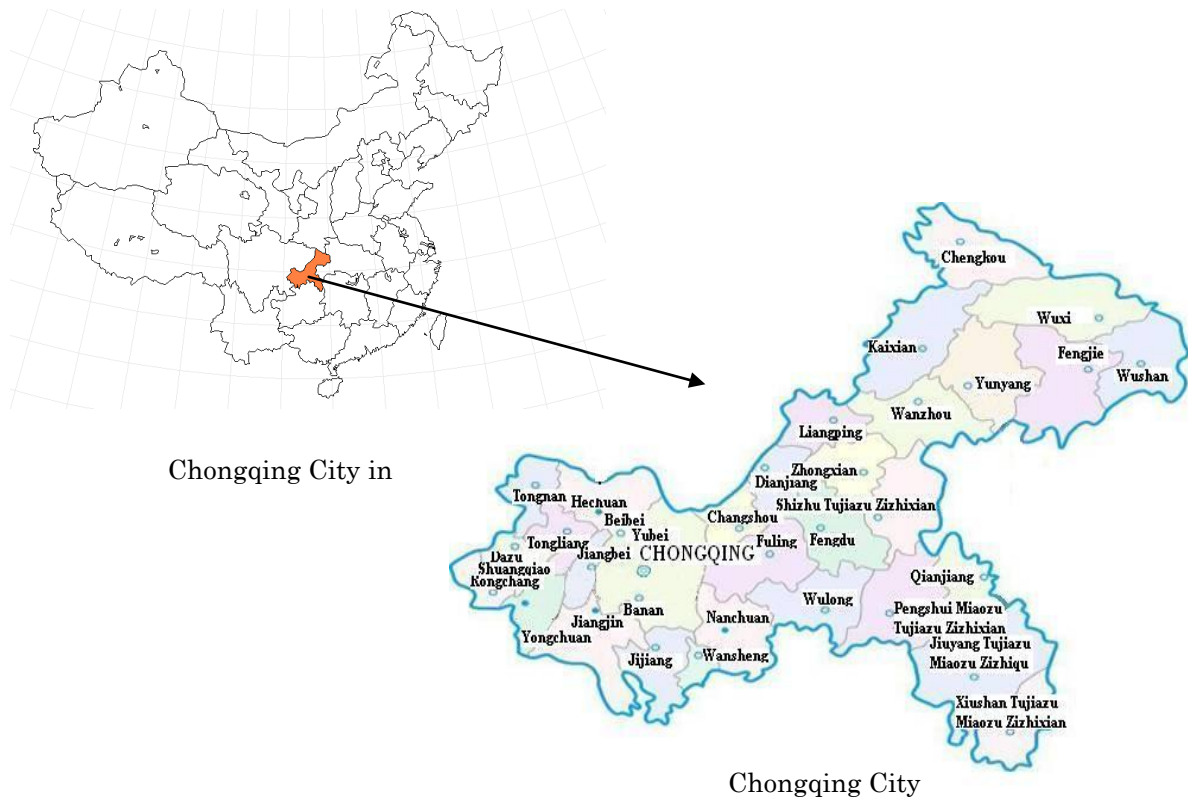 Chongqing City in
Chengkou
Wuxi
Kaixian
Fengjie
Wushan
Yunyang
Wanzhou
Liangping
Zhongxian
Dianjiang
Tongnan
Hechuan
Shizhu Tujiazu Zizhixian
Beibei
Changshou
Yubei
Tongliang
Fuling
Fengdu
Jiangbei
CHONGQING
Dazu
Shuangqiao
Rongchang
Qianjiang
Wulong
Banan
Pengshui Miaozu
Tujiazu Zizhixian
Nanchuan
Jiangjin
Yongchuan
Jiuyang Tujiazu
Miaozu Zizhiqu
Jijiang
Wansheng
Xiushan Tujiazu
Miaozu Zizhixian
Chongqing City